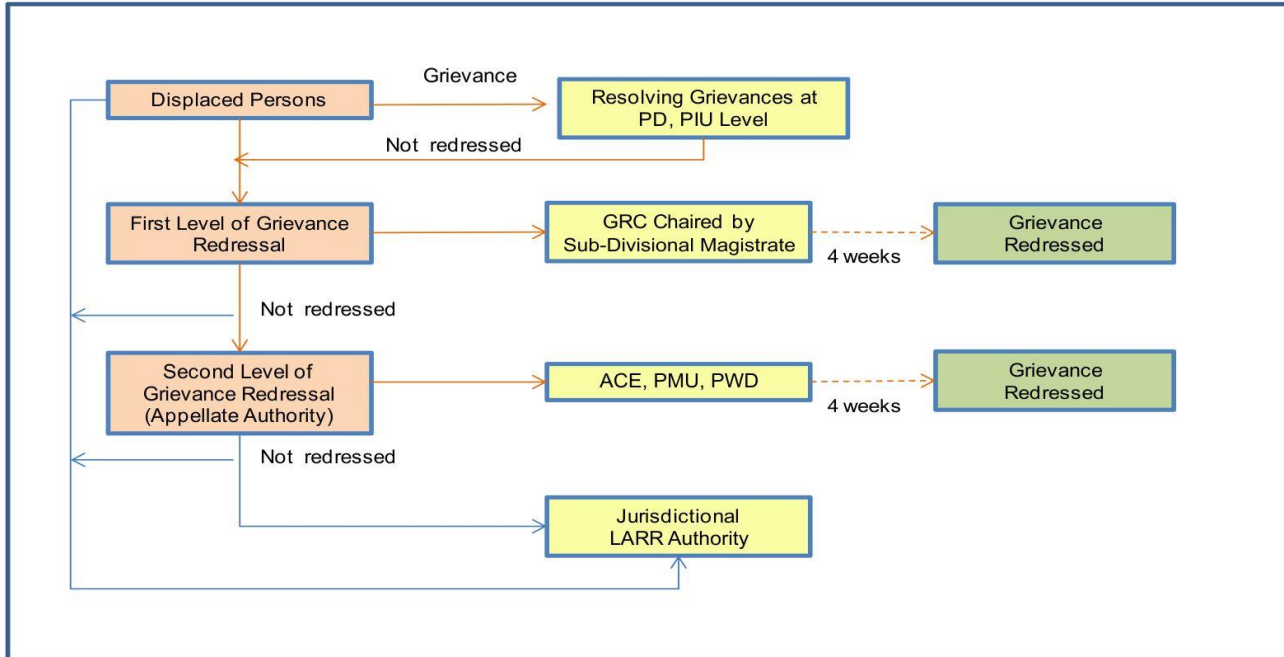 Grievance
Displaced Persons
Resolving Grievances at
PD, PIU Level
Not redressed
First Level of Grievance
Redressal
GRC Chaired by
Sub-Divisional Magistrate
4 weeks
Grievance
Redressed
Not redressed
Second Level of
Grievance Redressal
(Appellate Authority)
ACE, PMU, PWD
4 weeks
Grievance
Redressed
Not redressed
Jurisdictional
LARR Authority